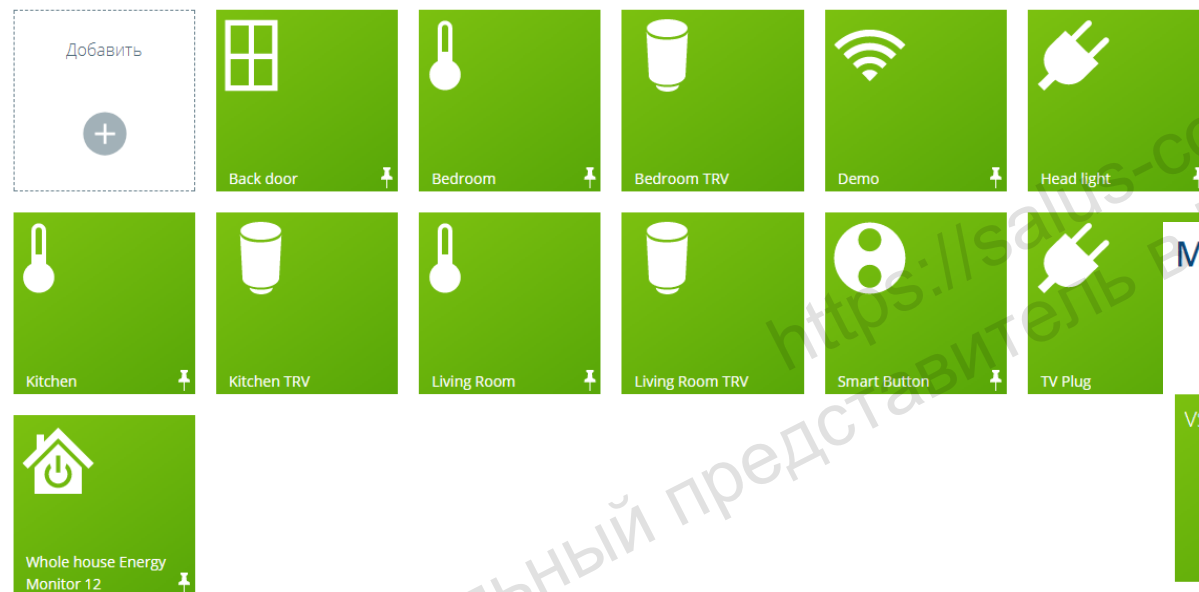 Добавить
Back door
Bedroom
Bedroom TRV
Demo
Head light
Kitchen
Kitchen TRV
Living Room
Living Room TRV
Smart Button
TV Plug
Whole house Energy
Monitor 12
https://salus-co
представитель в